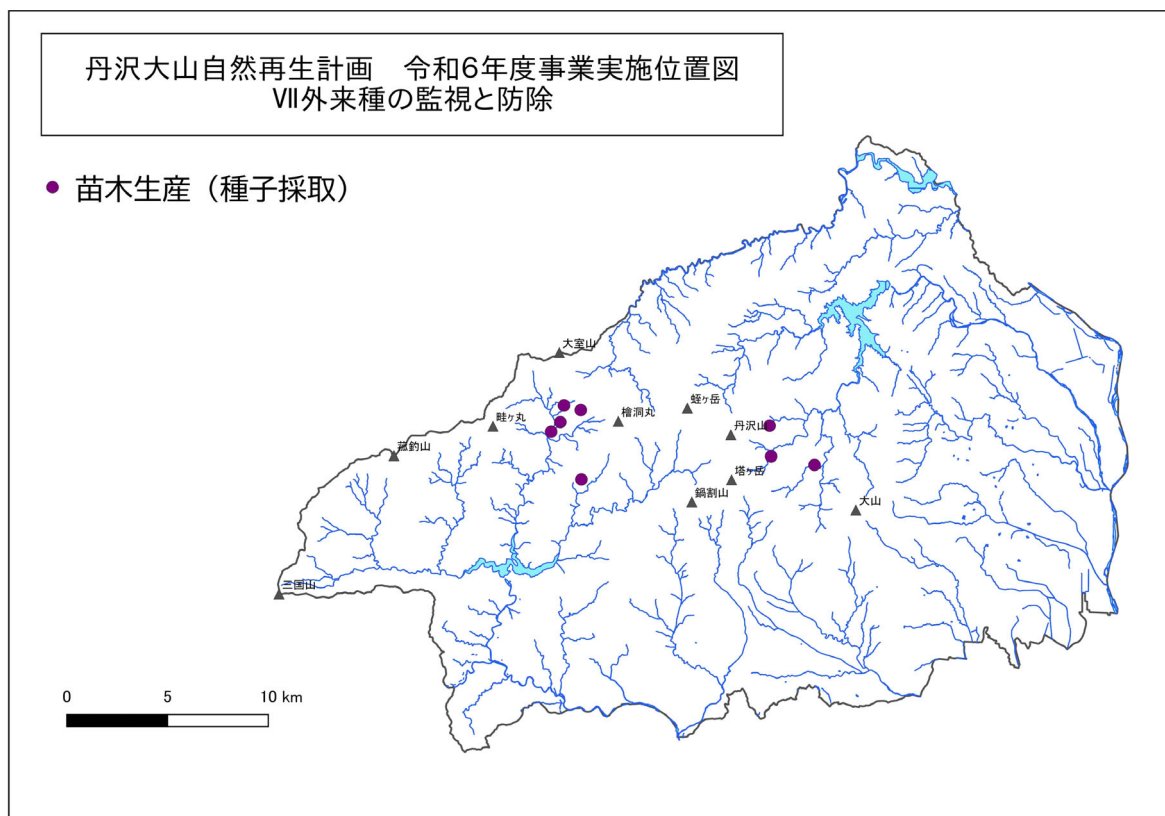 丹沢大山自然再生計画　令和6年度事業実施位置図
Ⅶ外来種の監視と防除
苗木生産（種子採取）
大室山
畦ヶ丸
檜洞丸
蛭ヶ岳
丹沢山
菰釣山
塔ヶ岳
鍋割山
大山
三国山
0 5 10 km